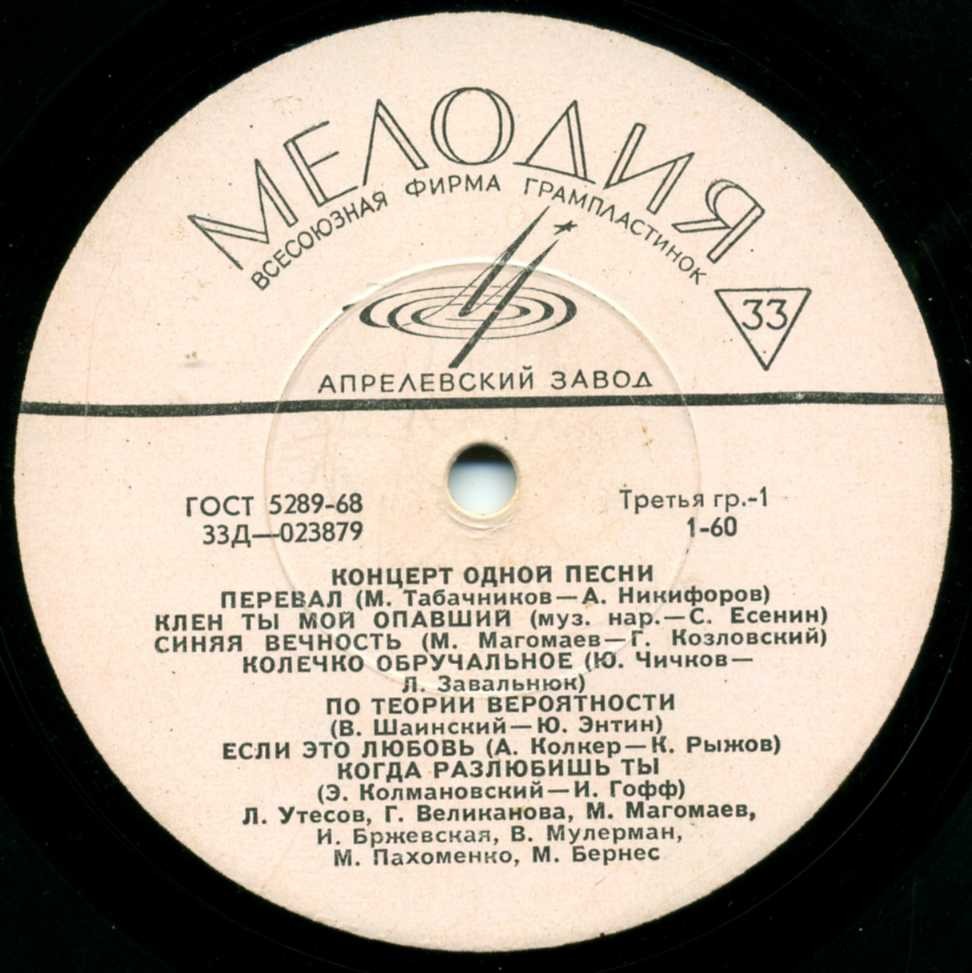 МЕЛОДИЯ
ВСЕСОЮЗНАЯ ФИРМА ГРАМПЛАСТИНОК
33
АПРЕЛЕВСКИЙ ЗАВОД
ГОСТ 5289-68
Третья гр.-1
33Д—023879
1-60
КОНЦЕРТ ОДНОЙ ПЕСНИ
ПЕРЕВАЛ (М. Табачников—А. Никифоров)
КЛЕН ТЫ МОЙ ОПАВШИЙ (муз. нар.—С. Есенин)
СИНЯЯ ВЕЧНОСТЬ (М. Магомаев—Г. Козловский)
КОЛЕЧКО ОБРУЧАЛЬНОЕ (Ю. Чичков—
Л. Завальнюк)
ПО ТЕОРИИ ВЕРОЯТНОСТИ
(В. Шаинский—Ю. Энтин)
ЕСЛИ ЭТО ЛЮБОВЬ (А. Колкер—К. Рыжов)
КОГДА РАЗЛЮБИШЬ ТЫ
(Э. Колмановский—И. Гофф)
Л. Утесов, Г. Великанова, М. Магомаев,
И. Бржевская, В. Мулерман,
М. Пахоменко, М. Бернес